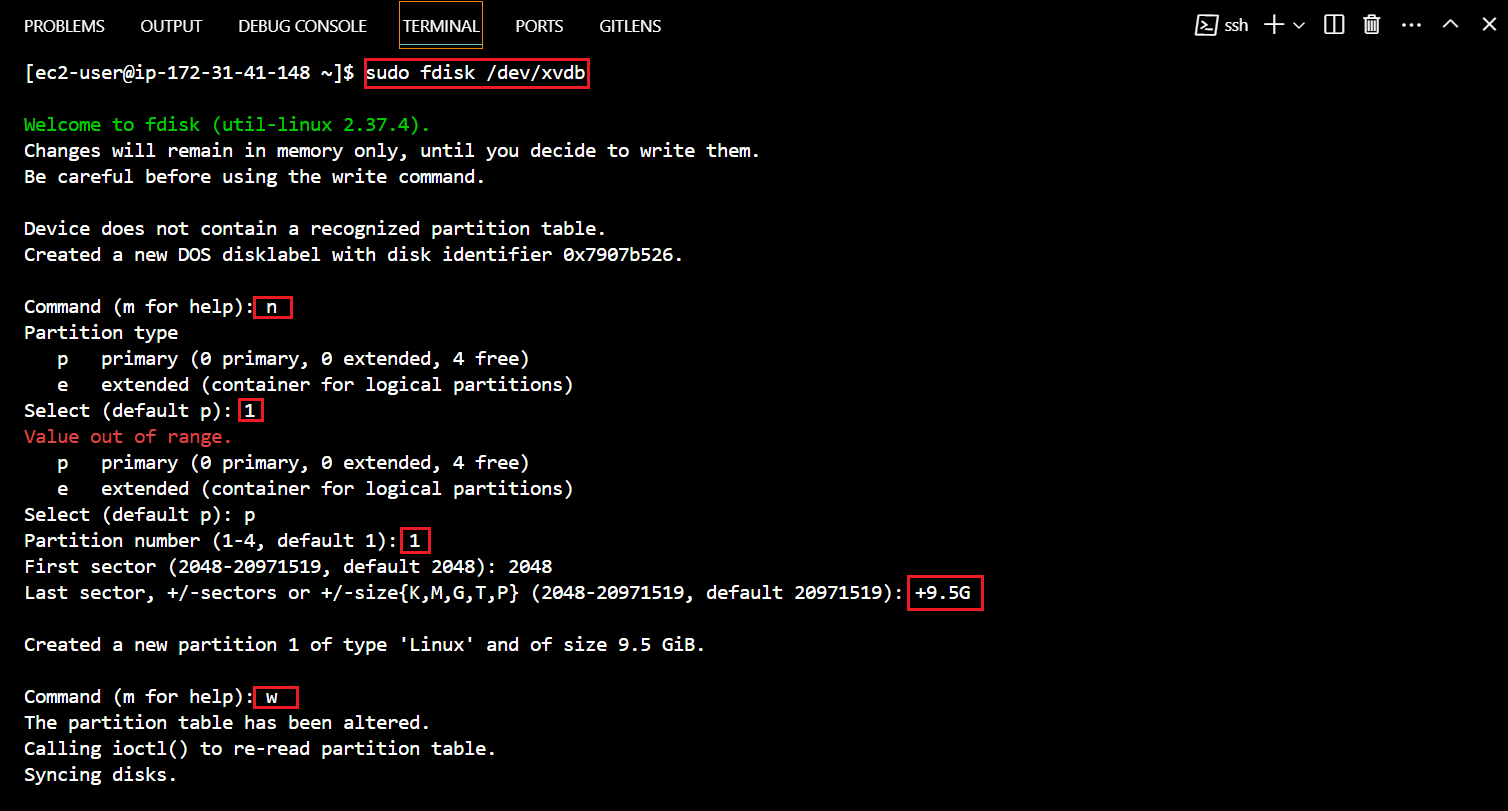 PROBLEMS OUTPUT DEBUG CONSOLE TERMINAL PORTS GITLENS ssh
[ec2-user@ip-172-31-41-148 ~]$ sudo fdisk /dev/xvdb
Welcome to fdisk (util-linux 2.37.4).
Changes will remain in memory only, until you decide to write them.
Be careful before using the write command.
Device does not contain a recognized partition table.
Created a new DOS disklabel with disk identifier 0x7907b526.
Command (m for help): n
Partition type
   p   primary (0 primary, 0 extended, 4 free)
   e   extended (container for logical partitions)
Select (default p): 1
Value out of range.
   p   primary (0 primary, 0 extended, 4 free)
   e   extended (container for logical partitions)
Select (default p): p
Partition number (1-4, default 1): 1
First sector (2048-20971519, default 2048): 2048
Last sector, +/-sectors or +/-size{K,M,G,T,P} (2048-20971519, default 20971519): +9.5G
Created a new partition 1 of type 'Linux' and of size 9.5 GiB.
Command (m for help): w
The partition table has been altered.
Calling ioctl() to re-read partition table.
Syncing disks.